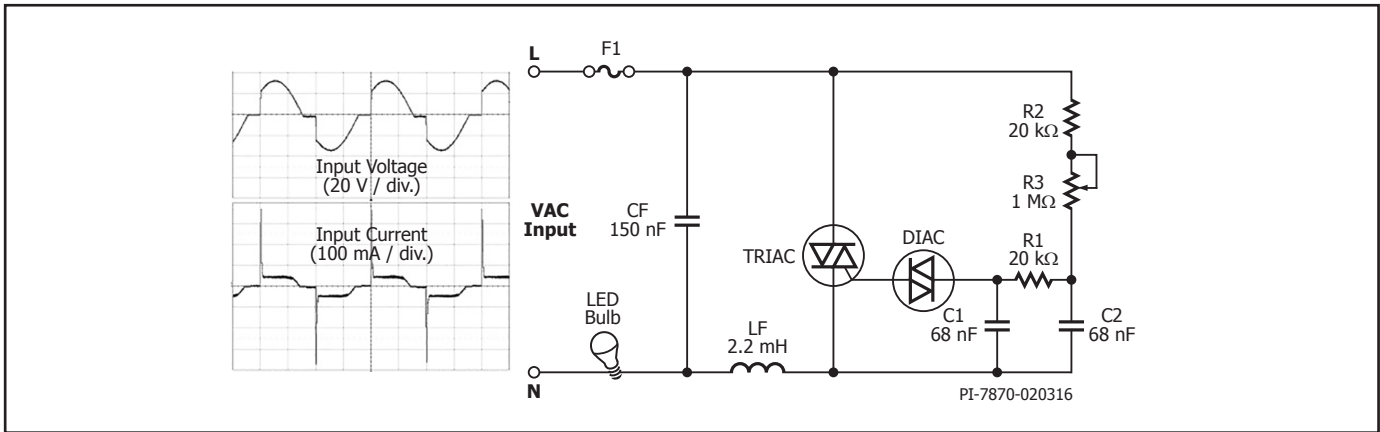 Input Voltage
(20 V / div.)
Input Current
(100 mA / div.)
L
F1
VAC
Input
CF
150 nF
LED
Bulb
N
LF
2.2 mH
TRIAC
DIAC
R2
20 kΩ
R3
1 MΩ
R1
20 kΩ
C1
68 nF
C2
68 nF
PI-7870-020316